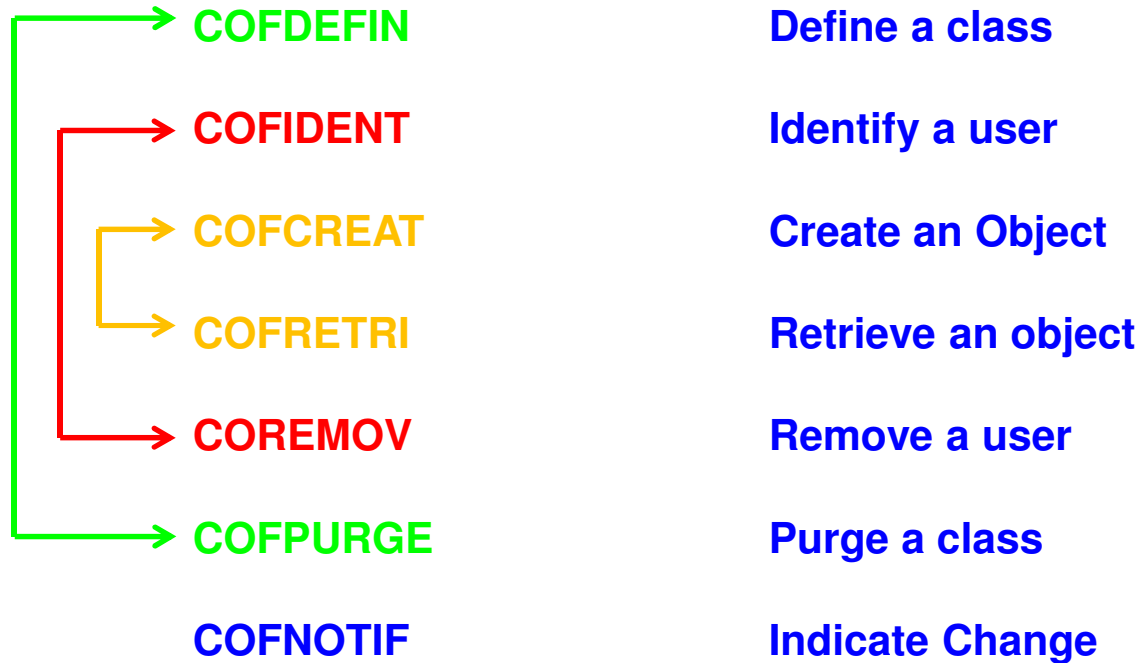 COFDEFIN Define a class
COFIDENT Identify a user
COFCREAT Create an Object
COFRETRI Retrieve an object
COREMOV Remove a user
COFPURGE Purge a class
COFNOTIF Indicate Change